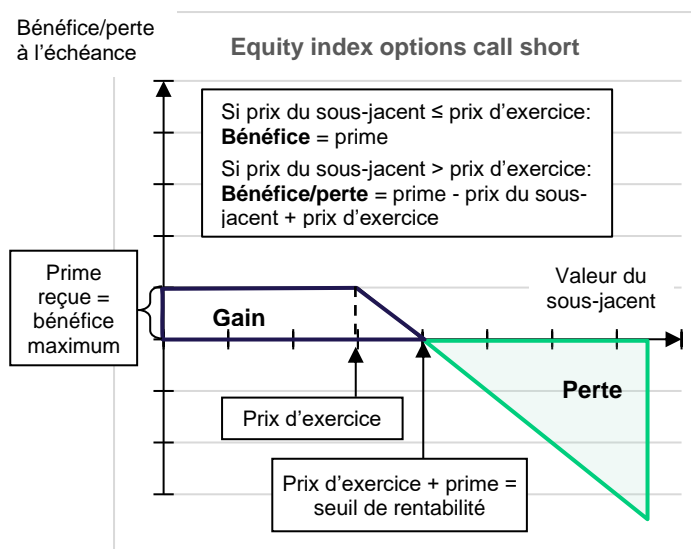 Bénéfice/perte
à l'échéance
Equity index options call short
Si prix du sous-jacent ≤ prix d'exercice:
Bénéfice = prime
Si prix du sous-jacent > prix d'exercice:
Bénéfice/perte = prime - prix du sous-
jacent + prix d'exercice
Prime
reçue =
bénéfice
maximum
Gain
Valeur du
sous-jacent
Perte
Prix d'exercice
Prix d'exercice + prime =
seuil de rentabilité